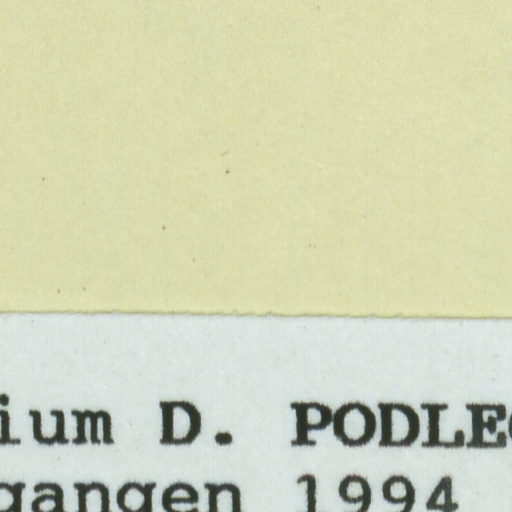 ium D. PODLE
gangen 1994